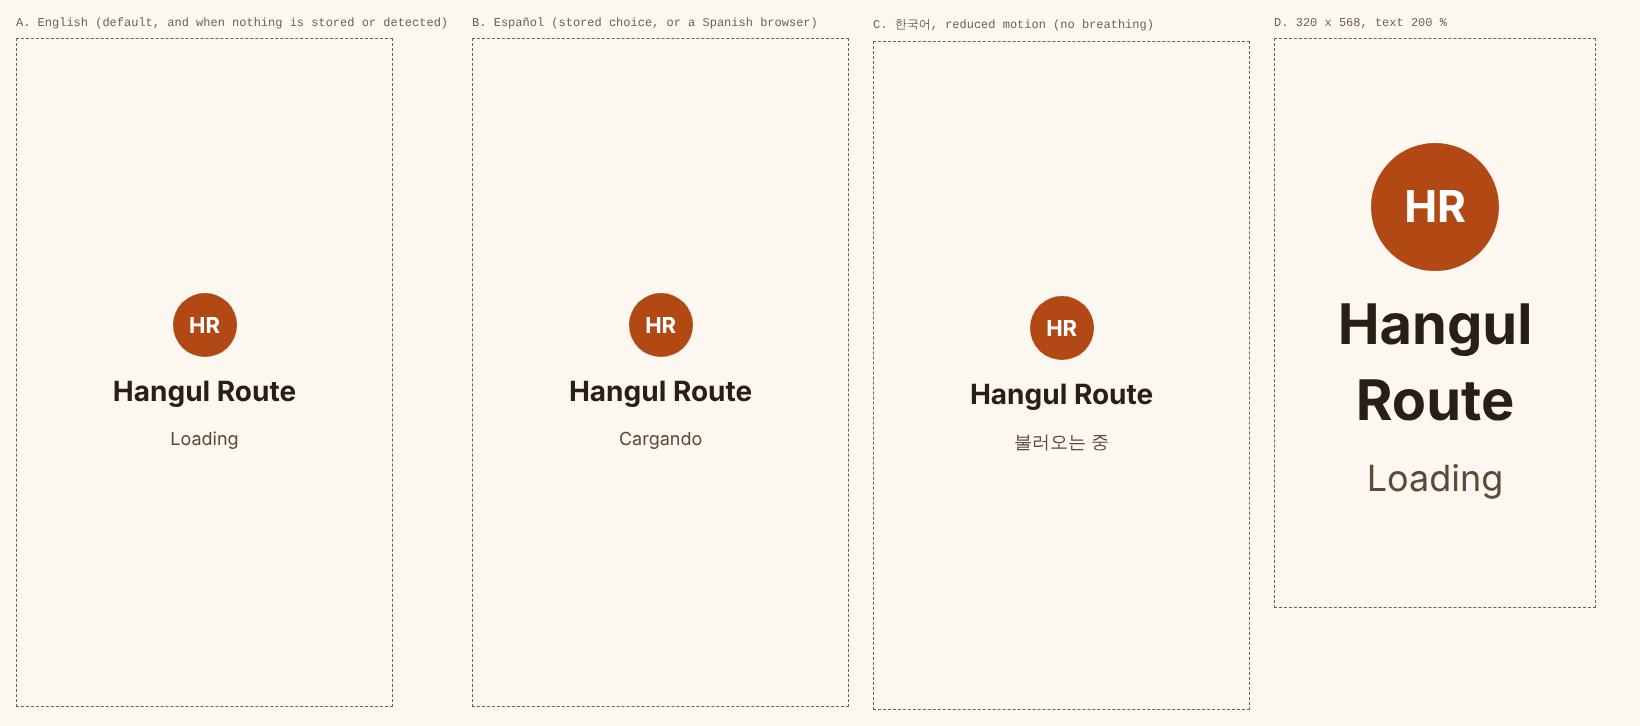 A. English (default, and when nothing is stored or detected)
HR
Hangul Route
Loading
B. Español (stored choice, or a Spanish browser)
HR
Hangul Route
Cargando
C. 한국어, reduced motion (no breathing)
HR
Hangul Route
불러오는 중
D. 320 x 568, text 200 %
HR
Hangul
Route
Loading